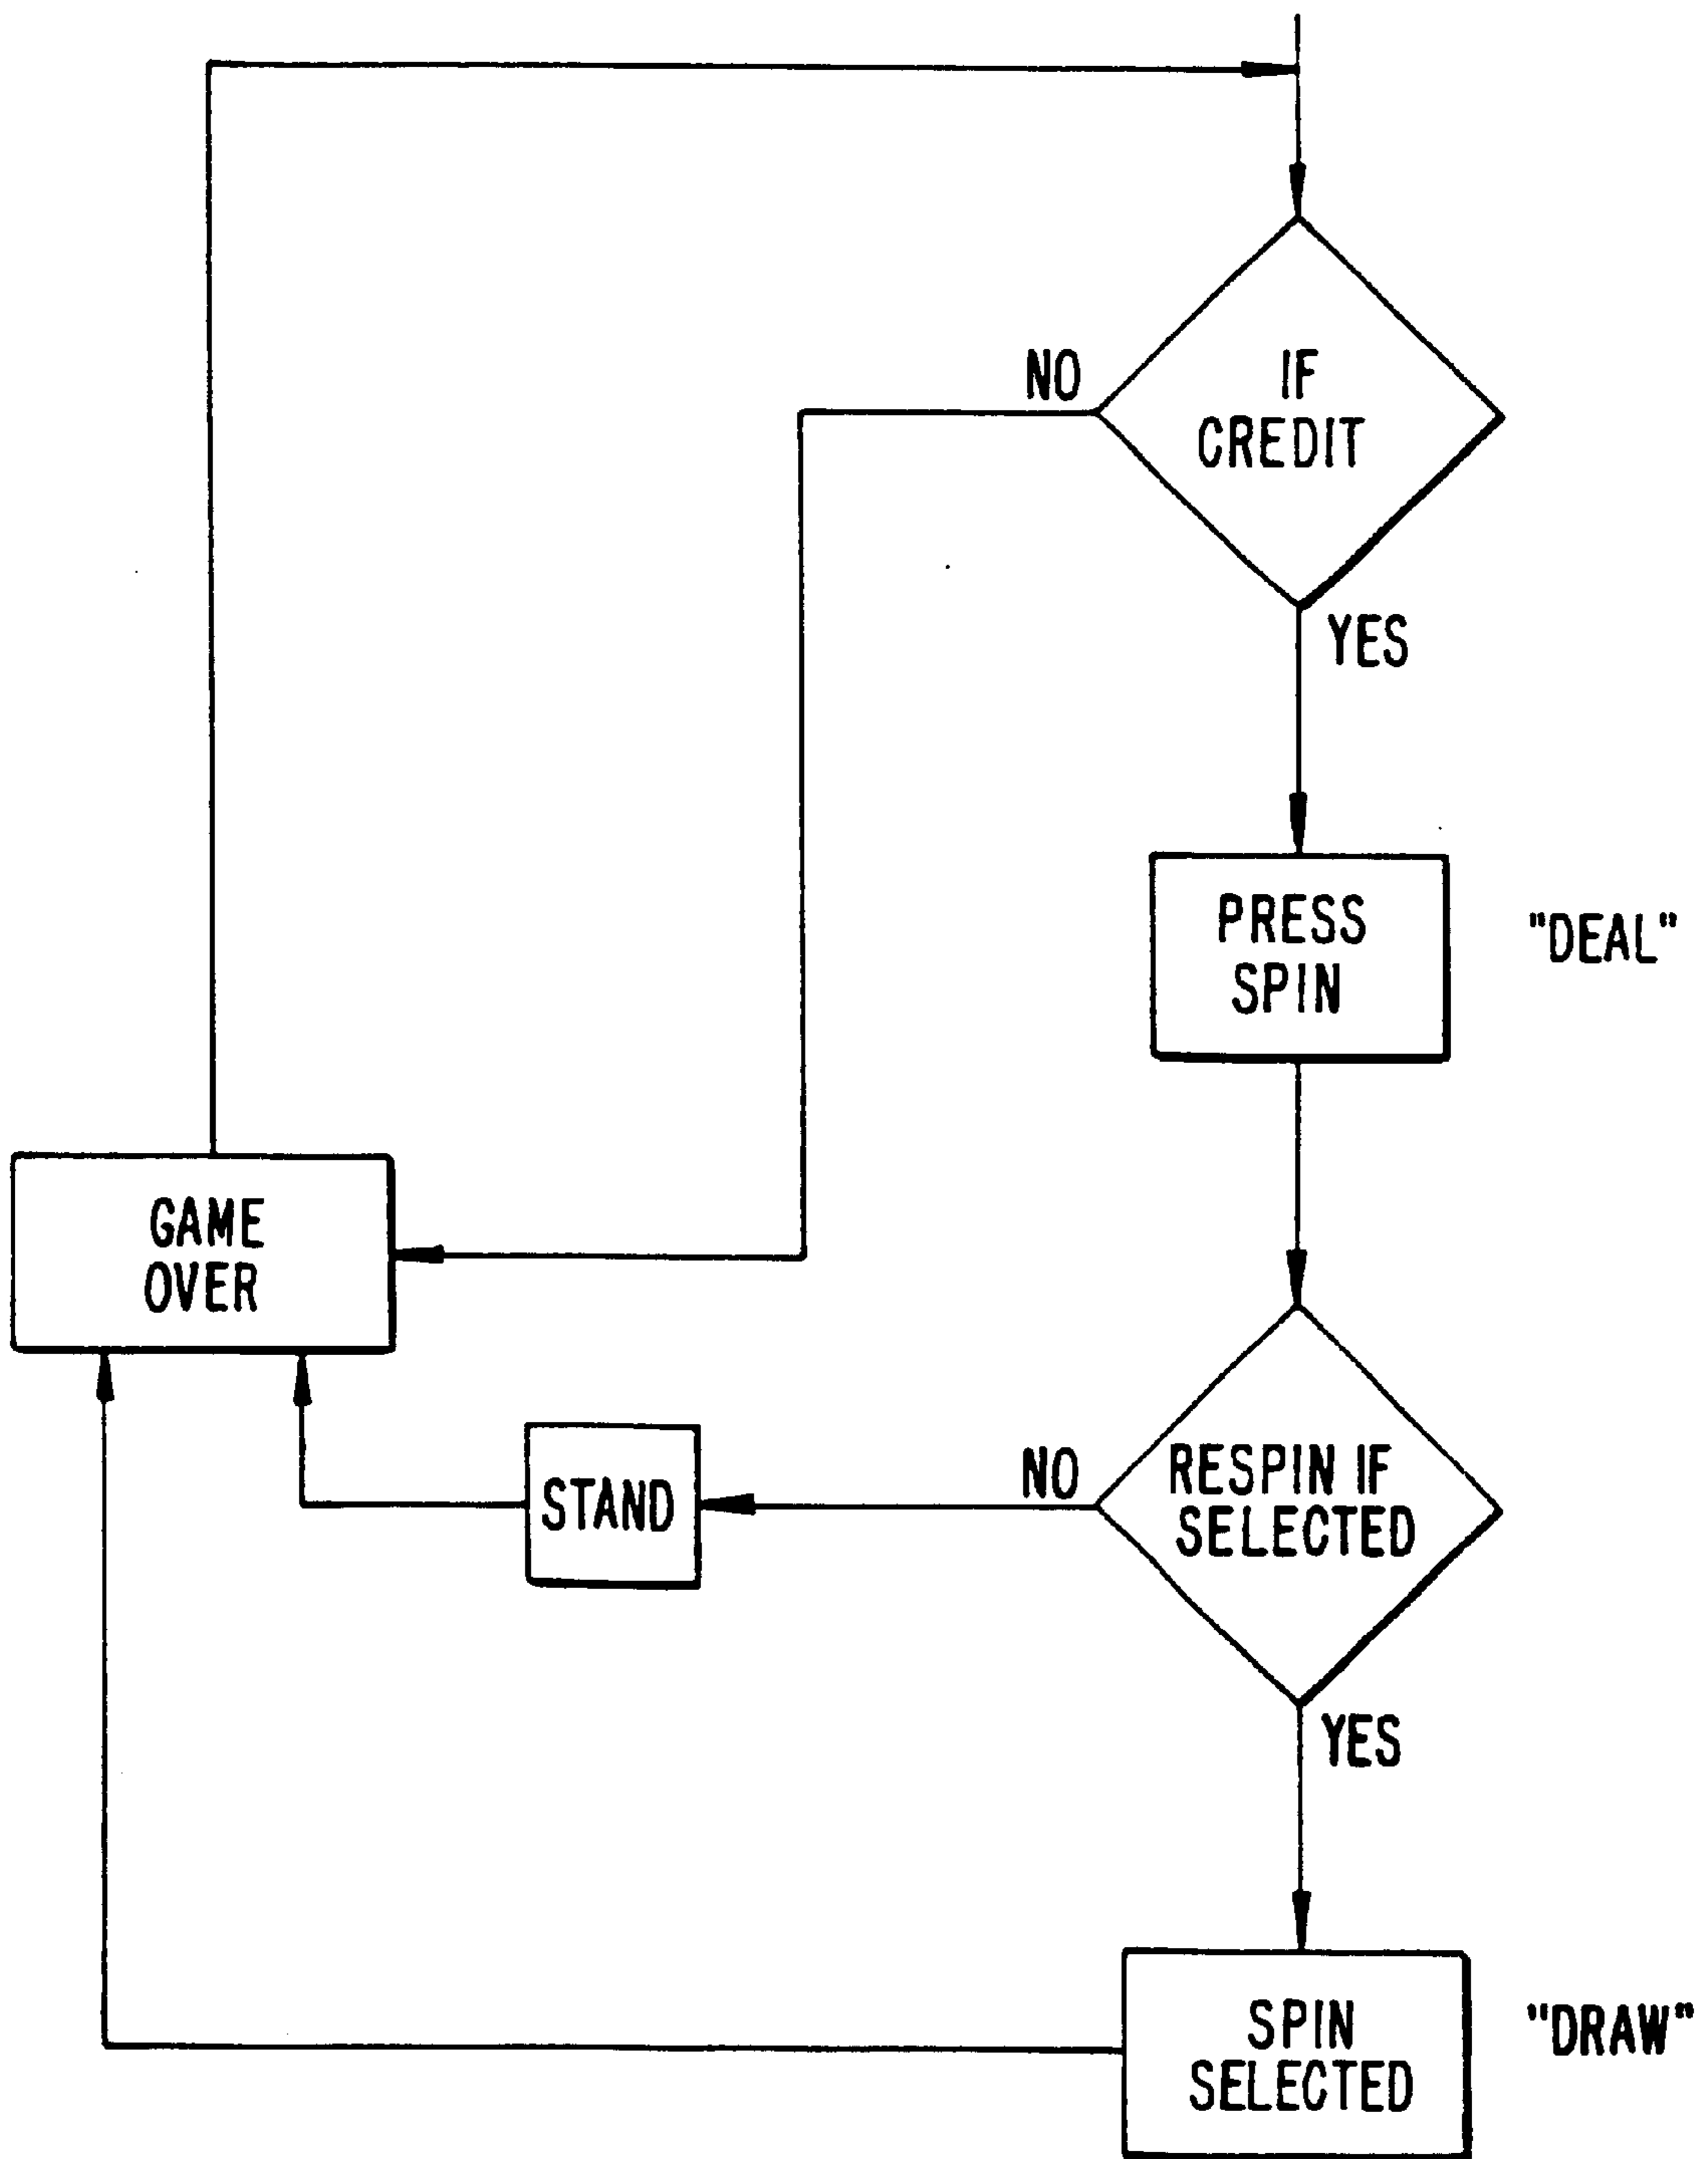 NO
IF
CREDIT
YES
PRESS
SPIN
"DEAL"
GAME
OVER
STAND
NO
RESPIN IF
SELECTED
YES
SPIN
SELECTED
"DRAW"